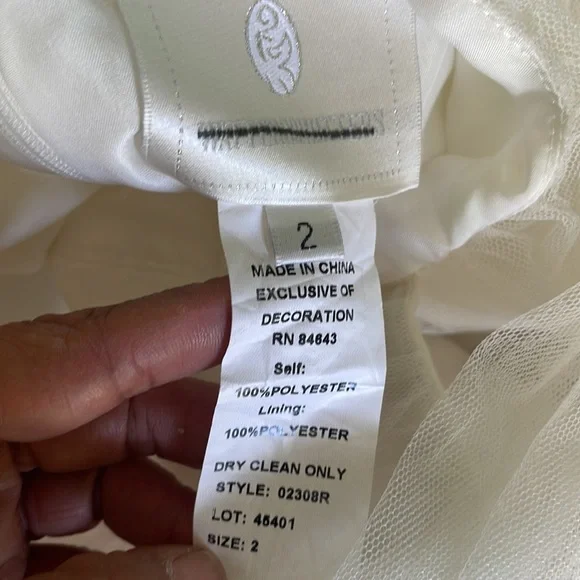 2
MADE IN CHINA
EXCLUSIVE OF
DECORATION
RN 84643
Self:
100%POLYESTER
Lining:
100%POLYESTER
DRY CLEAN ONLY
STYLE: 02308R
LOT: 45401
SIZE: 2